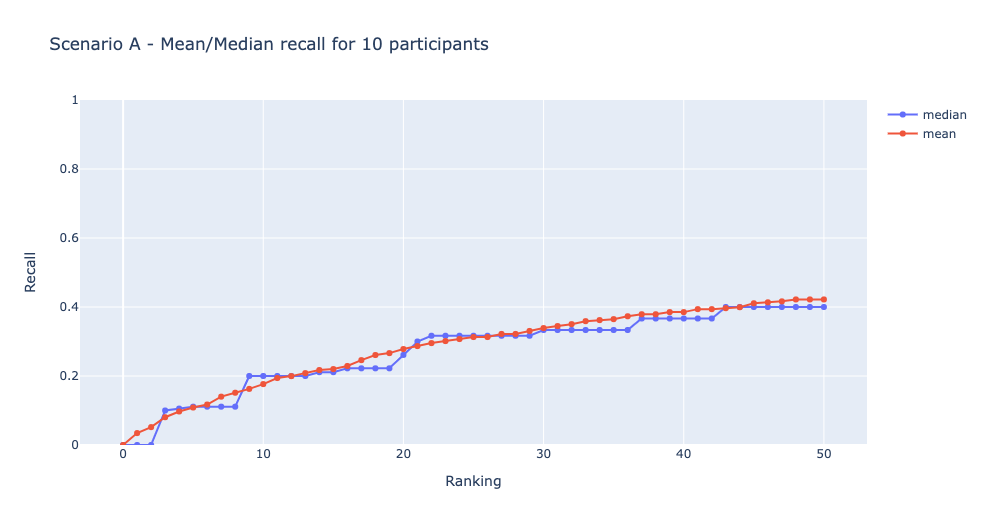 Scenario A - Mean/Median recall for 10 participants
median
mean
1
0.8
0.6
0.4
0.2
0
Recall
0 10 20 30 40 50
Ranking